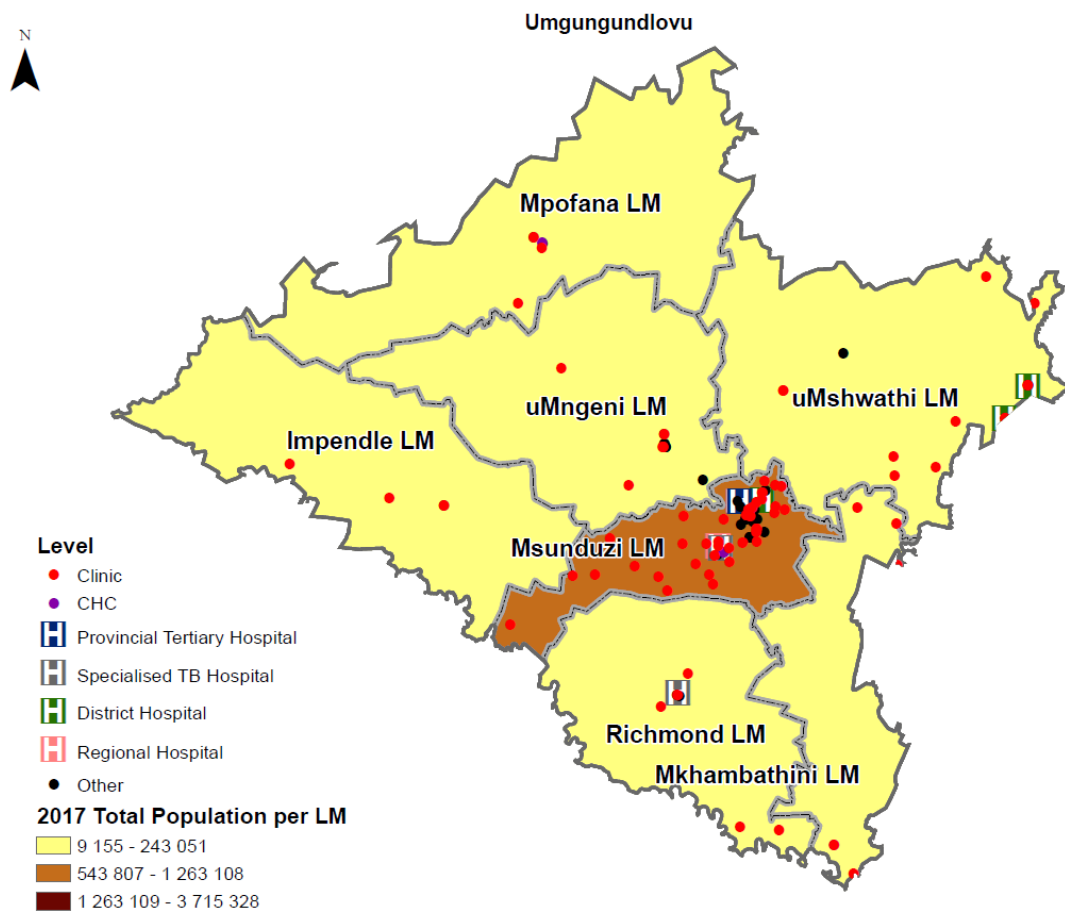 Umgungundlovu
N
Mpofana LM
uMngeni LM
uMshwathi LM
Impendle LM
Msunduzi LM
Richmond LM
Mkhambathini LM
Level
Clinic
CHC
Provincial Tertiary Hospital
Specialised TB Hospital
District Hospital
Regional Hospital
Other
2017 Total Population per LM
9 155 - 243 051
543 807 - 1 263 108
1 263 109 - 3 715 328